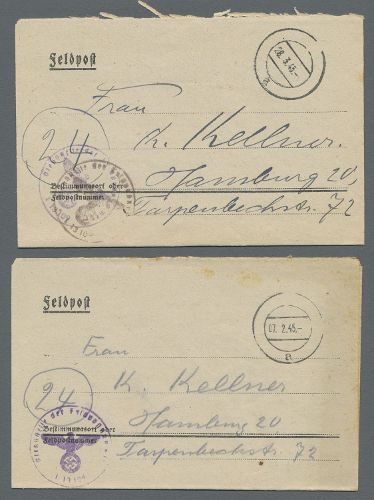 Feldpost
28. 3. 45.-
a
Frau
24
K. Kellner.
Bestimmungsort oder
Feldpostnummer
Hamburg 20,
Tarpenbeckstr. 72
Feldpost
07. 2. 45.-
a
Frau
24
K. Kellner
Bestimmungsort oder
Feldpostnummer
Hamburg 20
Tarpenbeckstr. 72